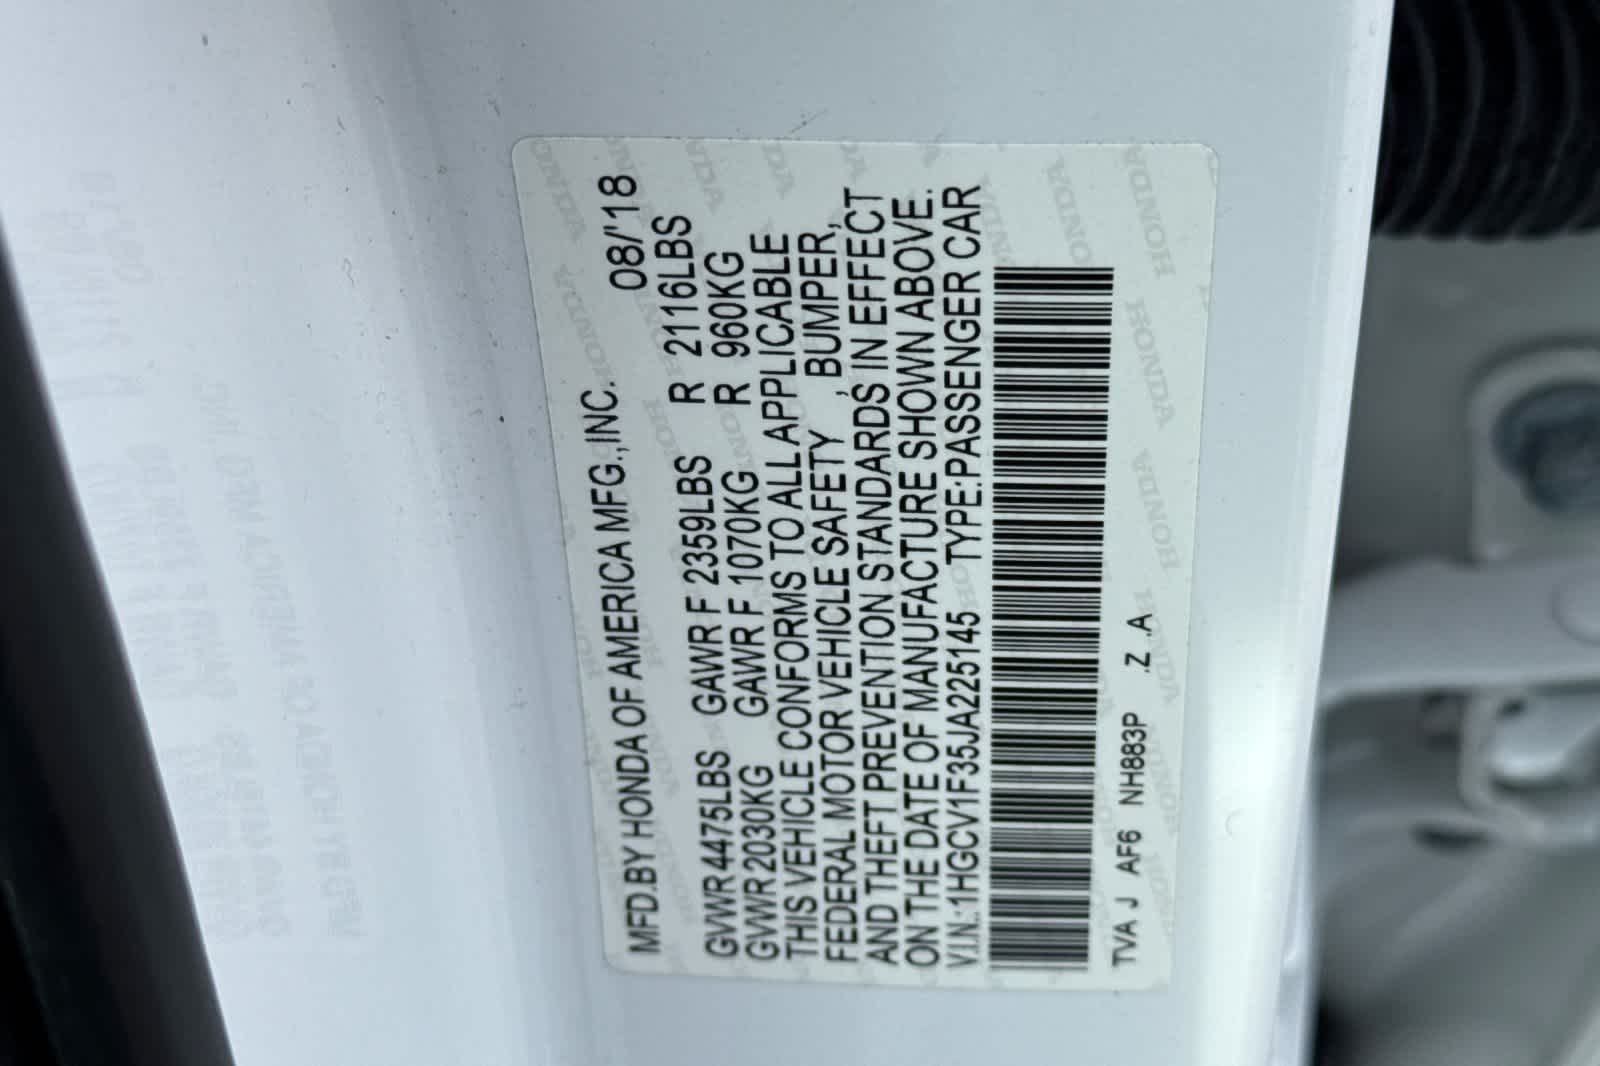 MFD.BY HONDA OF AMERICA MFG.,INC. 08/'18
GVWR 4475LBS GAWR F 2359LBS R 2116LBS
GVWR 2030KG GAWR F 1070KG R 960KG
THIS VEHICLE CONFORMS TO ALL APPLICABLE
FEDERAL MOTOR VEHICLE SAFETY , BUMPER,
AND THEFT PREVENTION STANDARDS IN EFFECT
ON THE DATE OF MANUFACTURE SHOWN ABOVE.
V.I.N.:1HGCV1F35JA225145 TYPE:PASSENGER CAR
TVA J AF6 NH883P .Z .A